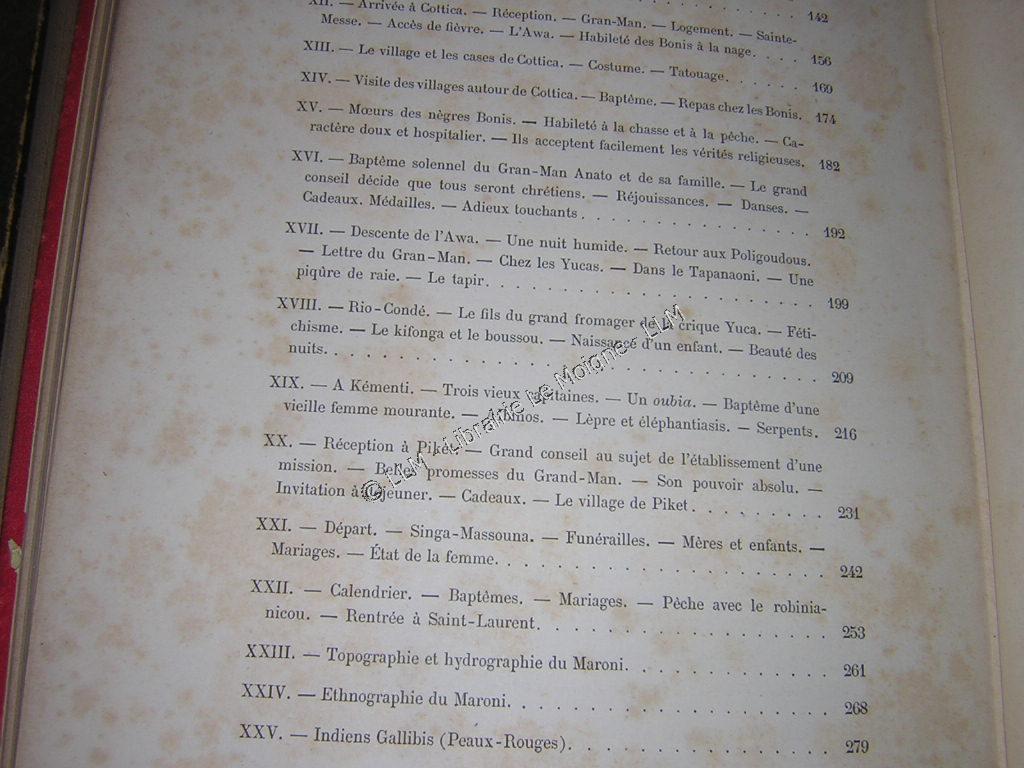 142
XII. — Arrivée à Cottica. — Réception. — Gran-Man. — Logement. — Sainte-
Messe. — Accès de fièvre. — L'Awa. — Habileté des Bonis à la nage. . . . 156
XIII. — Le village et les cases de Cottica. — Costume. — Tatouage. . . . . . 169
XIV. — Visite des villages autour de Cottica. — Baptême. — Repas chez les Bonis. 174
XV. — Mœurs des nègres Bonis. — Habileté à la chasse et à la pêche. — Ca-
ractère doux et hospitalier. — Ils acceptent facilement les vérités religieuses. 182
XVI. — Baptême solennel du Gran-Man Anato et de sa famille. — Le grand
conseil décide que tous seront chrétiens. — Réjouissances. — Danses. —
Cadeaux. Médailles. — Adieux touchants . . . . . . . . . . . . . 192
XVII. — Descente de l'Awa. — Une nuit humide. — Retour aux Poligoudous.
— Lettre du Gran-Man. — Chez les Yucas. — Dans le Tapanaoni. — Une
piqûre de raie. — Le tapir. . . . . . . . . . . . . . . . . . . 199
XVIII. — Rio-Condé. — Le fils du grand fromager de la crique Yuca. — Féti-
chisme. — Le kifonga et le boussou. — Naissance d'un enfant. — Beauté des
nuits. . . . . . . . . . . . . . . . . . . . . . . . . . . . 209
XIX. — A Kémenti. — Trois vieux capitaines. — Un oubia. — Baptême d'une
vieille femme mourante. — — Lèpre et éléphantiasis. — Serpents. 216
XX. — Réception à Piket. — Grand conseil au sujet de l'établissement d'une
mission. — Belles promesses du Grand-Man. — Son pouvoir absolu. —
Invitation à déjeuner. — Cadeaux. — Le village de Piket . . . . . . . . . 231
XXI. — Départ. — Singa-Massouna. — Funérailles. — Mères et enfants. —
Mariages. — État de la femme. . . . . . . . . . . . . . . . . . . 242
XXII. — Calendrier. — Baptêmes. — Mariages. — Pêche avec le robinia-
nicou. — Rentrée à Saint-Laurent. . . . . . . . . . . . . . . . . 253
XXIII. — Topographie et hydrographie du Maroni. . . . . . . . . . . . 261
XXIV. — Ethnographie du Maroni. . . . . . . . . . . . . . . . . . 268
XXV. — Indiens Gallibis (Peaux-Rouges). . . . . . . . . . . . . . . 279
© LLM - Librairie Le Moigne - LLM